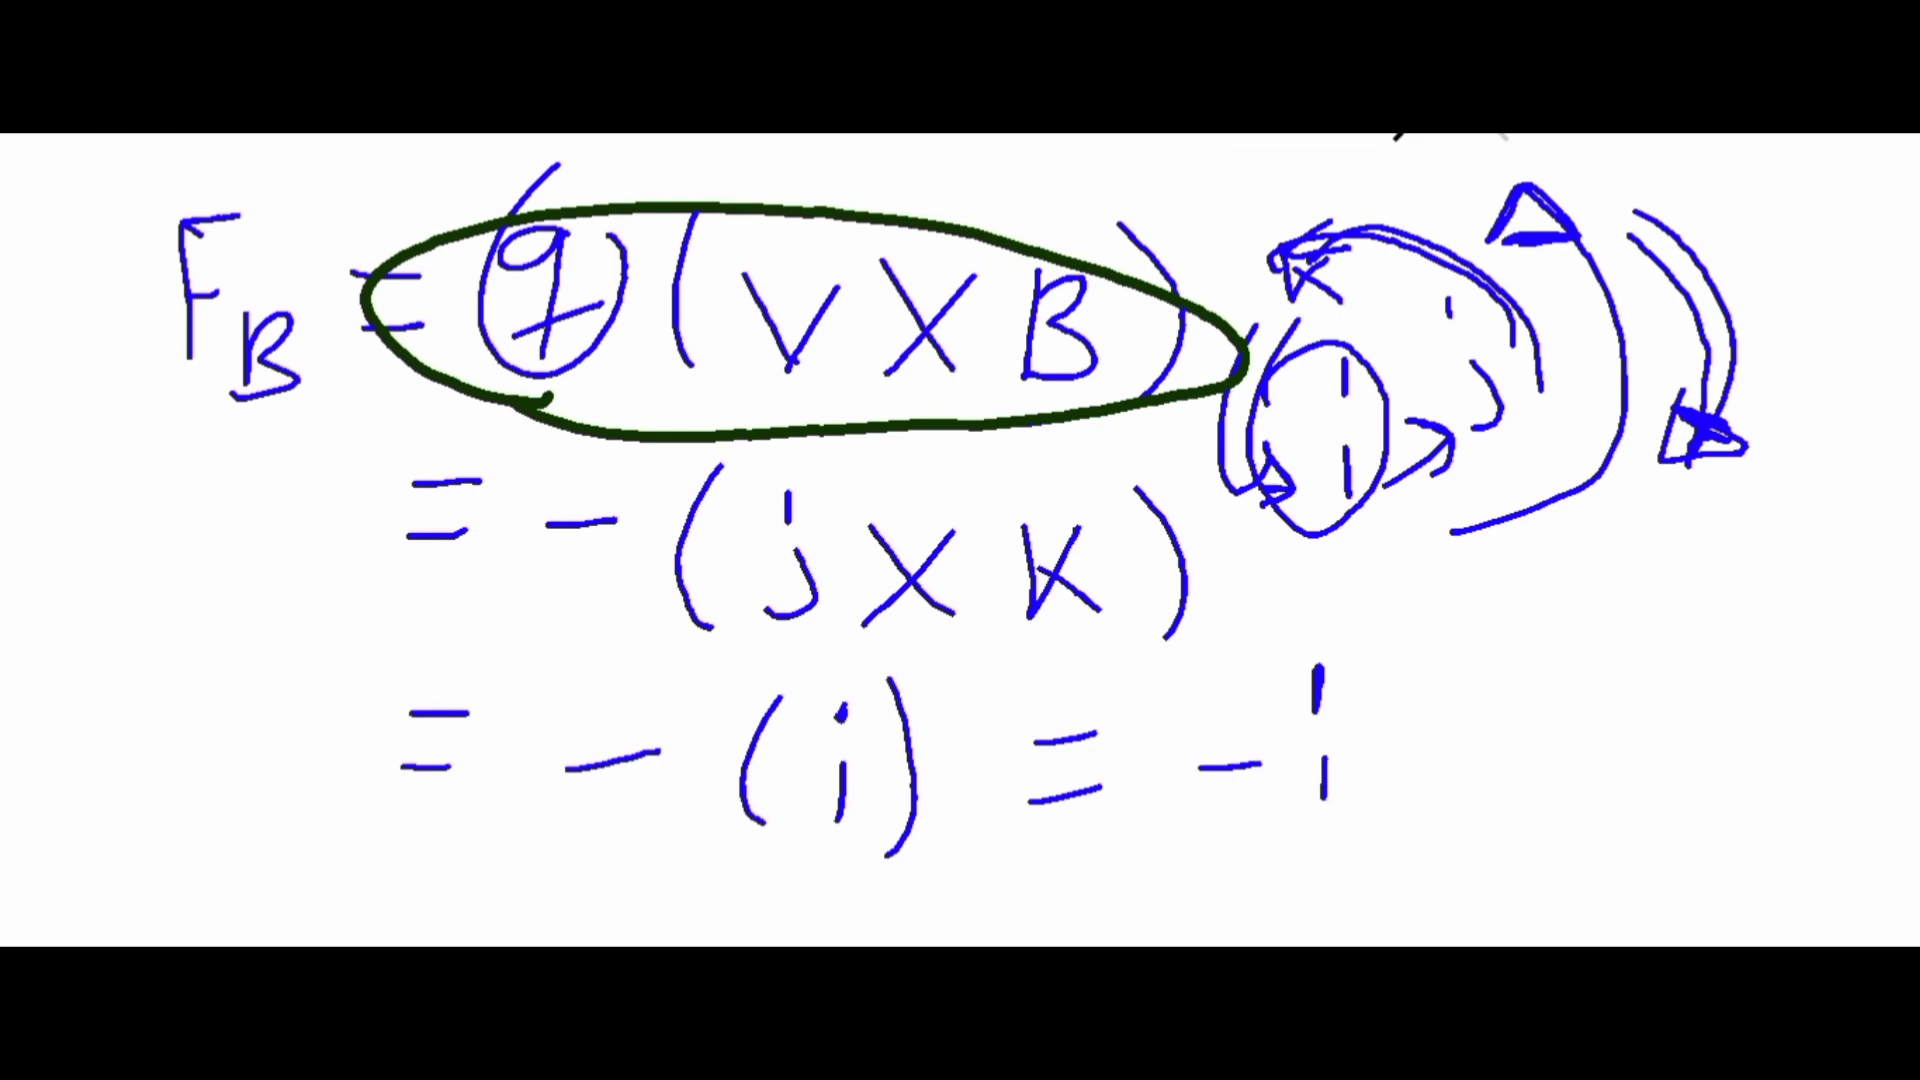 F_B = (q) (V X B)
= - (j X K)
= - (i) = - i
K
i j